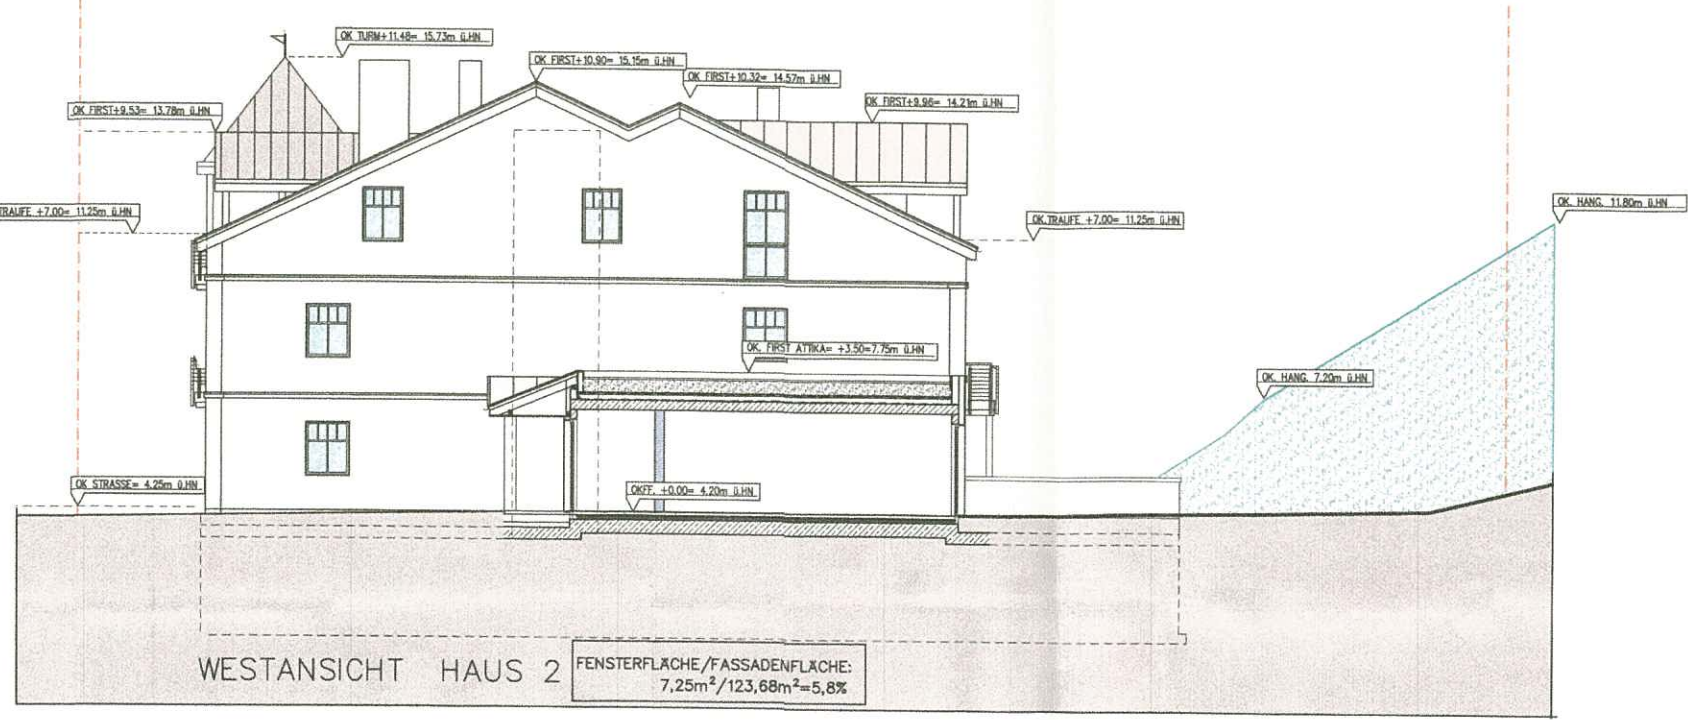 OK TURM+11.48= 15.73m ü.HN
OK FIRST+10.90= 15.15m ü.HN
OK FIRST+10.32= 14.57m ü.HN
OK FIRST+9.53= 13.78m ü.HN
OK FIRST+9.96= 14.21m ü.HN
TRAUFE +7.00= 11.25m ü.HN
OK.TRAUFE +7.00= 11.25m ü.HN
OK. HANG. 11.80m ü.HN
OK. FIRST ATTIKA= +3.50=7.75m ü.HN
OK. HANG. 7.20m ü.HN
OK STRASSE= 4.25m ü.HN
OKFF. +0.00= 4.20m ü.HN
WESTANSICHT HAUS 2
FENSTERFLÄCHE/FASSADENFLÄCHE:
7,25m²/123,68m²=5,8%